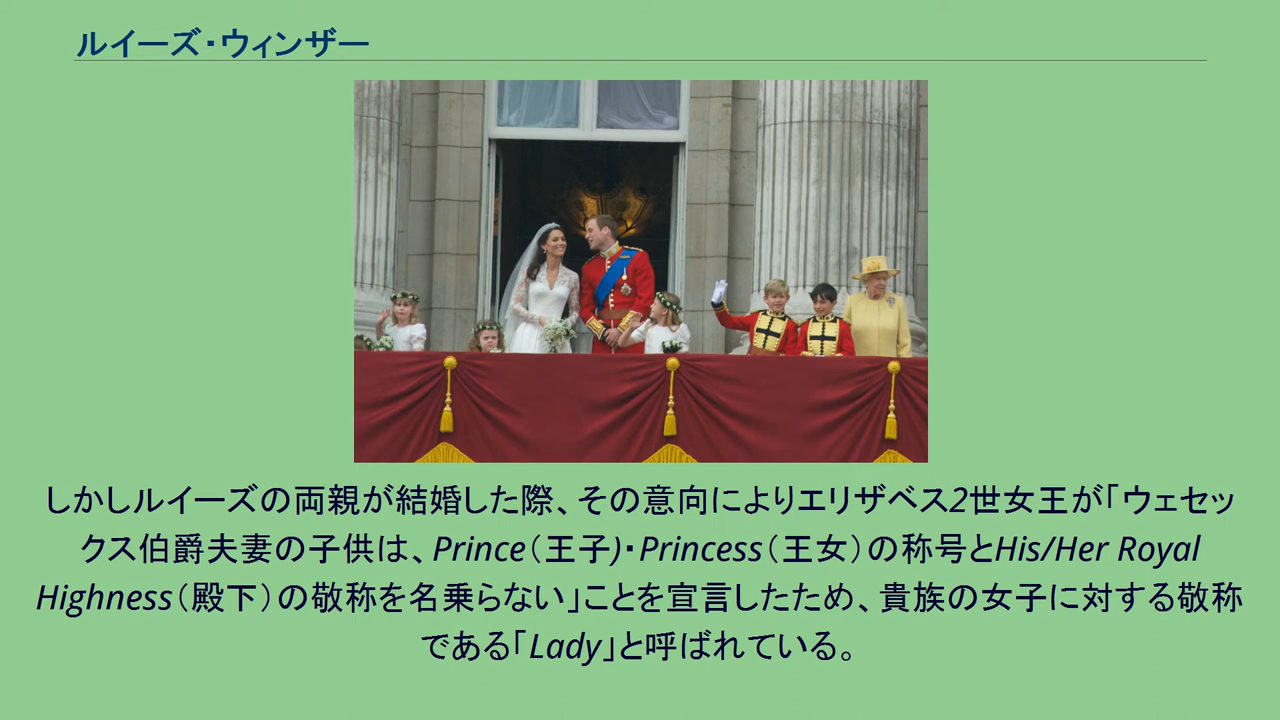 ルイーズ・ウィンザー
しかしルイーズの両親が結婚した際、その意向によりエリザベス2世女王が「ウェセッ
クス伯爵夫妻の子供は、Prince（王子)・Princess（王女）の称号とHis/Her Royal
Highness（殿下）の敬称を名乗らない」ことを宣言したため、貴族の女子に対する敬称
である「Lady」と呼ばれている。